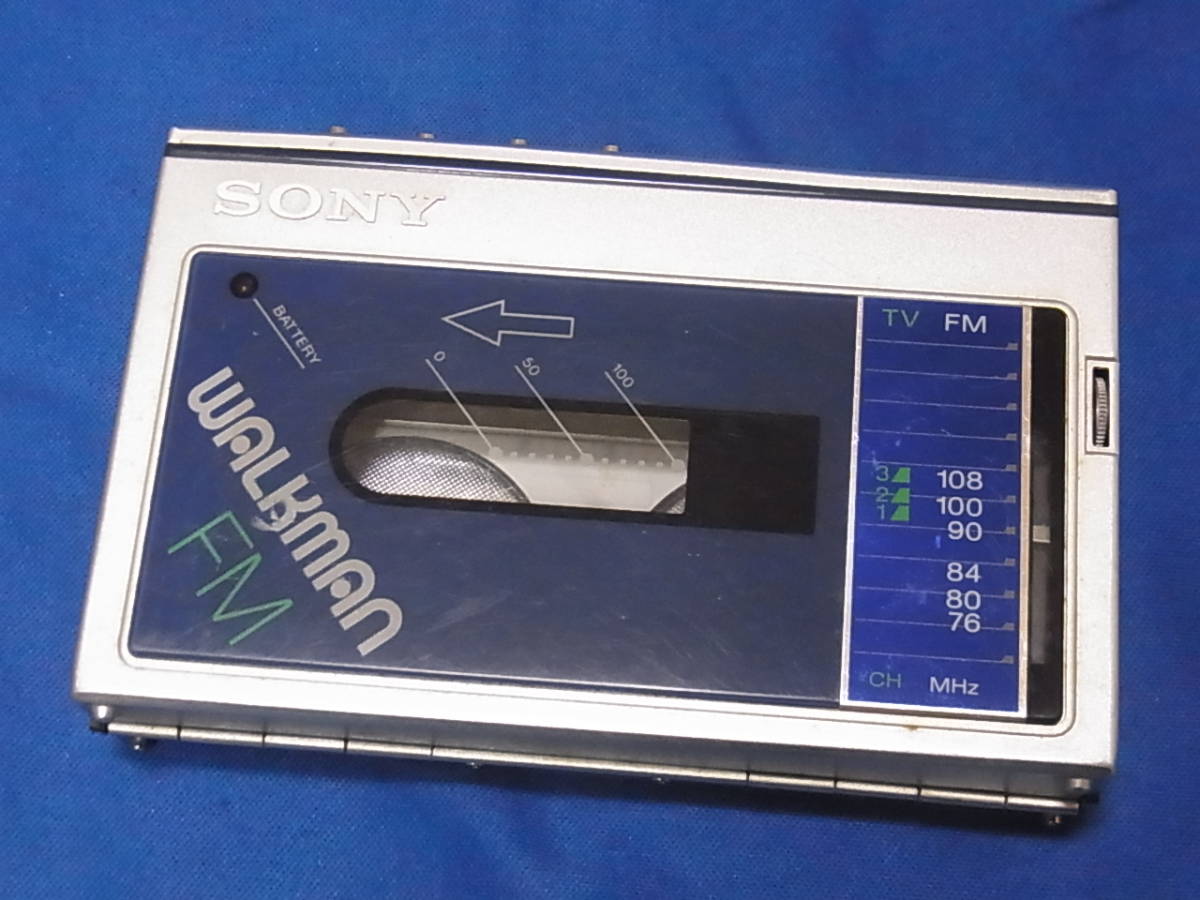 SONY
BATTERY
WALKMAN
FM
0
50
100
TV FM
3 108
2 100
1 90
84
80
76
CH MHz